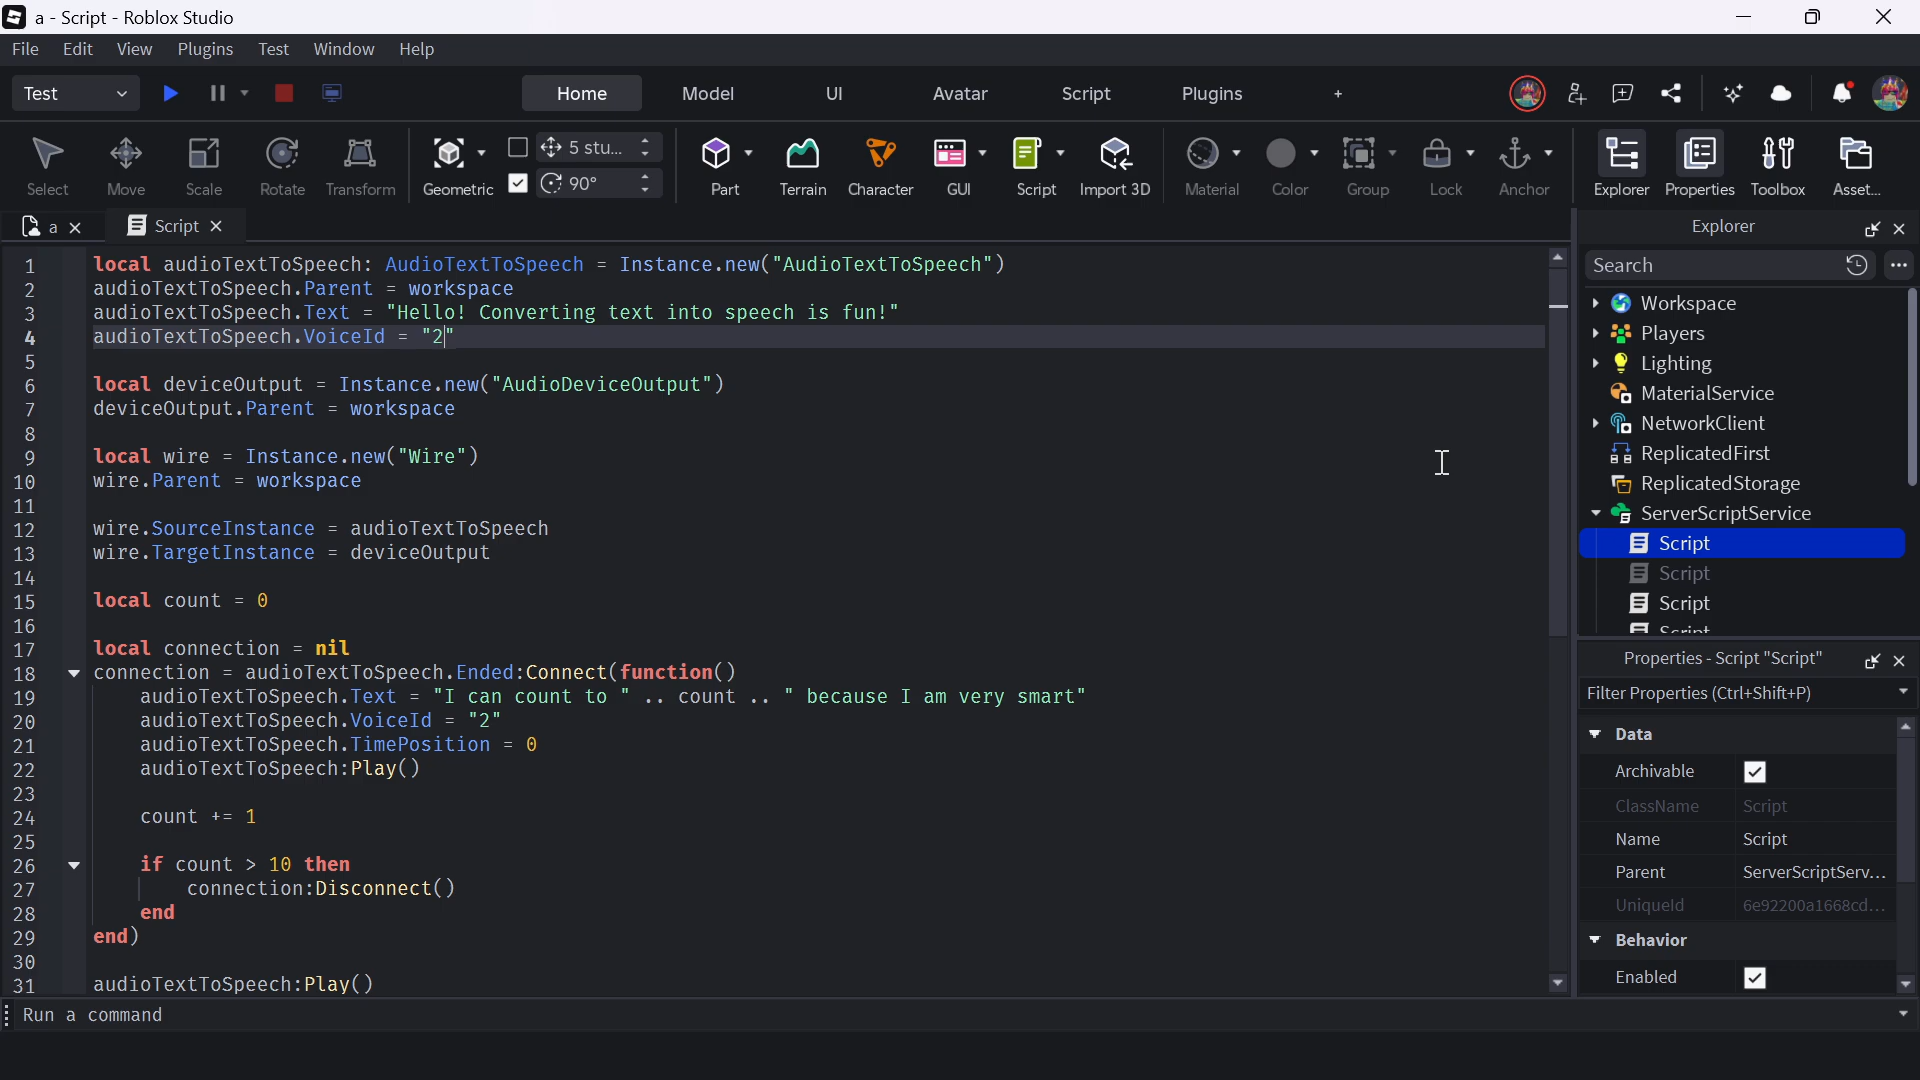 a - Script - Roblox Studio
File Edit View Plugins Test Window Help
Test Home Model UI Avatar Script Plugins +
5 stu...
90°
Select Move Scale Rotate Transform Geometric Part Terrain Character GUI Script Import 3D Material Color Group Lock Anchor Explorer Properties Toolbox Asset...
a Script
1 local audioTextToSpeech: AudioTextToSpeech = Instance.new("AudioTextToSpeech")
2 audioTextToSpeech.Parent = workspace
3 audioTextToSpeech.Text = "Hello! Converting text into speech is fun!"
4 audioTextToSpeech.VoiceId = "2"
5
6 local deviceOutput = Instance.new("AudioDeviceOutput")
7 deviceOutput.Parent = workspace
8
9 local wire = Instance.new("Wire")
10 wire.Parent = workspace
11
12 wire.SourceInstance = audioTextToSpeech
13 wire.TargetInstance = deviceOutput
14
15 local count = 0
16
17 local connection = nil
18 connection = audioTextToSpeech.Ended:Connect(function()
19 audioTextToSpeech.Text = "I can count to " .. count .. " because I am very smart"
20 audioTextToSpeech.VoiceId = "2"
21 audioTextToSpeech.TimePosition = 0
22 audioTextToSpeech:Play()
23
24 count += 1
25
26 if count > 10 then
27 connection:Disconnect()
28 end
29 end)
30
31 audioTextToSpeech:Play()
Run a command
Explorer
Search
Workspace
Players
Lighting
MaterialService
NetworkClient
ReplicatedFirst
ReplicatedStorage
ServerScriptService
Script
Script
Script
Script
Properties - Script "Script"
Filter Properties (Ctrl+Shift+P)
Data
Archivable
ClassName Script
Name Script
Parent ServerScriptServ...
UniqueId 6e92200a1668cd...
Behavior
Enabled